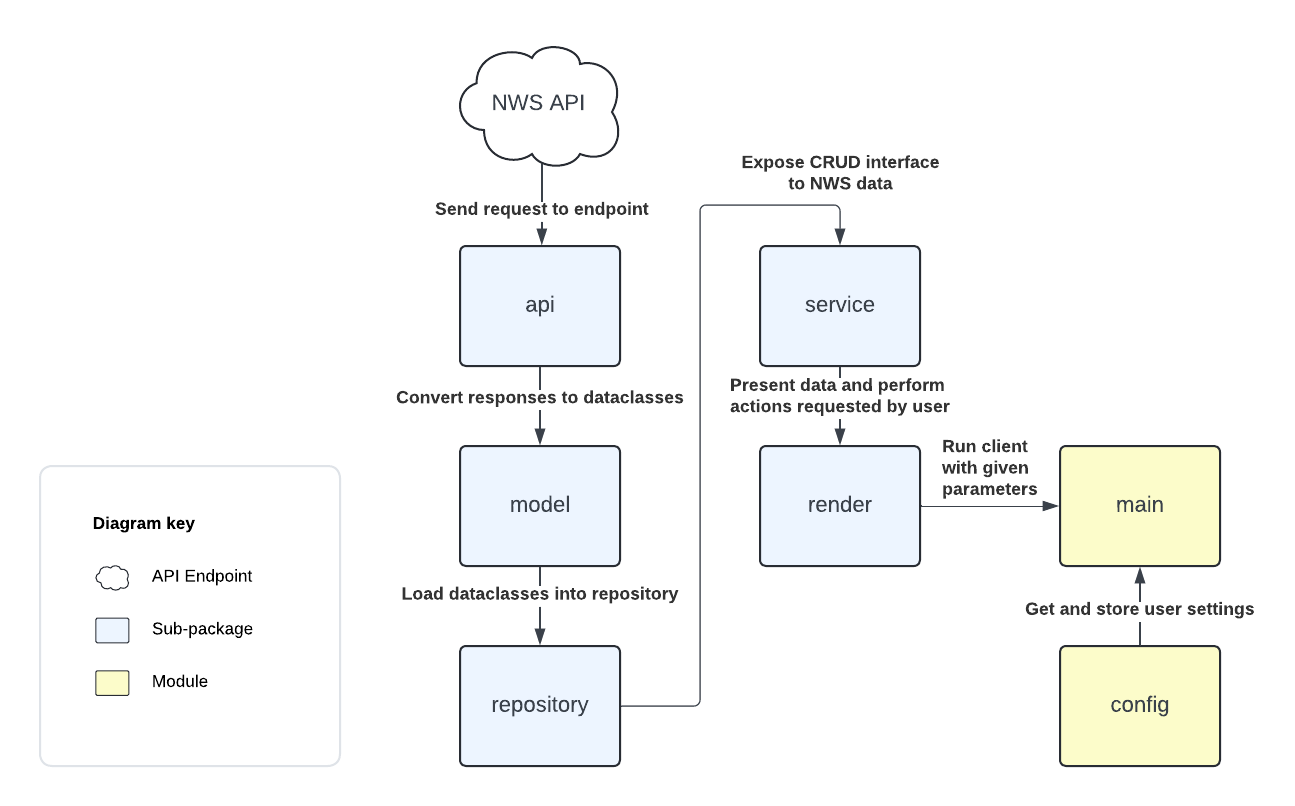 NWS API
Send request to endpoint
api
Convert responses to dataclasses
model
Load dataclasses into repository
repository
Expose CRUD interface
to NWS data
service
Present data and perform
actions requested by user
render
Run client
with given
parameters
main
Get and store user settings
config
Diagram key
API Endpoint
Sub-package
Module